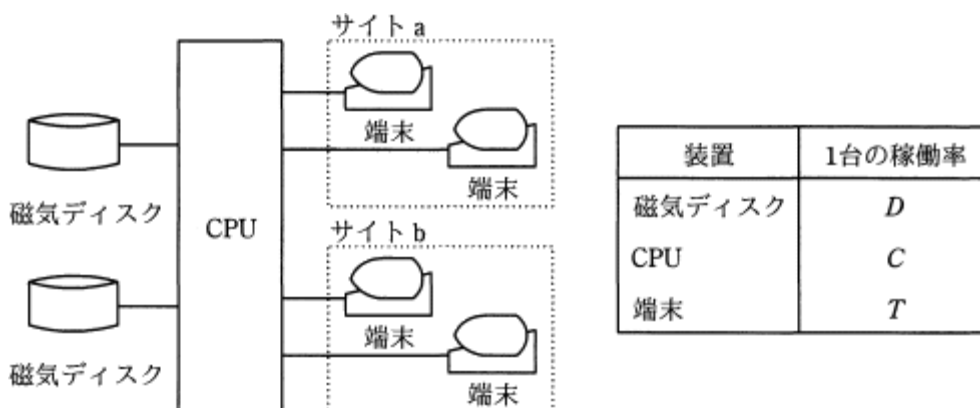 サイト a
端末
端末
磁気ディスク
CPU
サイト b
端末
磁気ディスク
端末
装置 1台の稼働率
磁気ディスク D
CPU C
端末 T